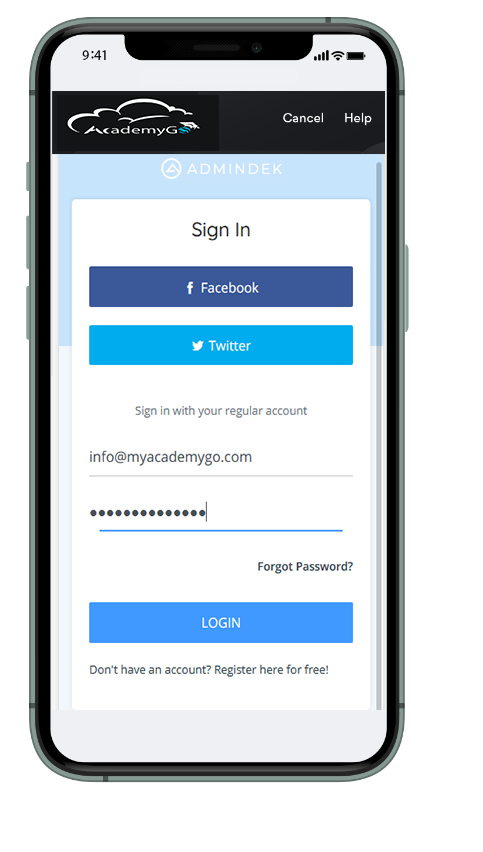 9:41
AcademyGo
Cancel Help
ADMINDEK
Sign In
Facebook
Twitter
Sign in with your regular account
info@myacademygo.com
••••••••••••••
Forgot Password?
LOGIN
Don't have an account? Register here for free!